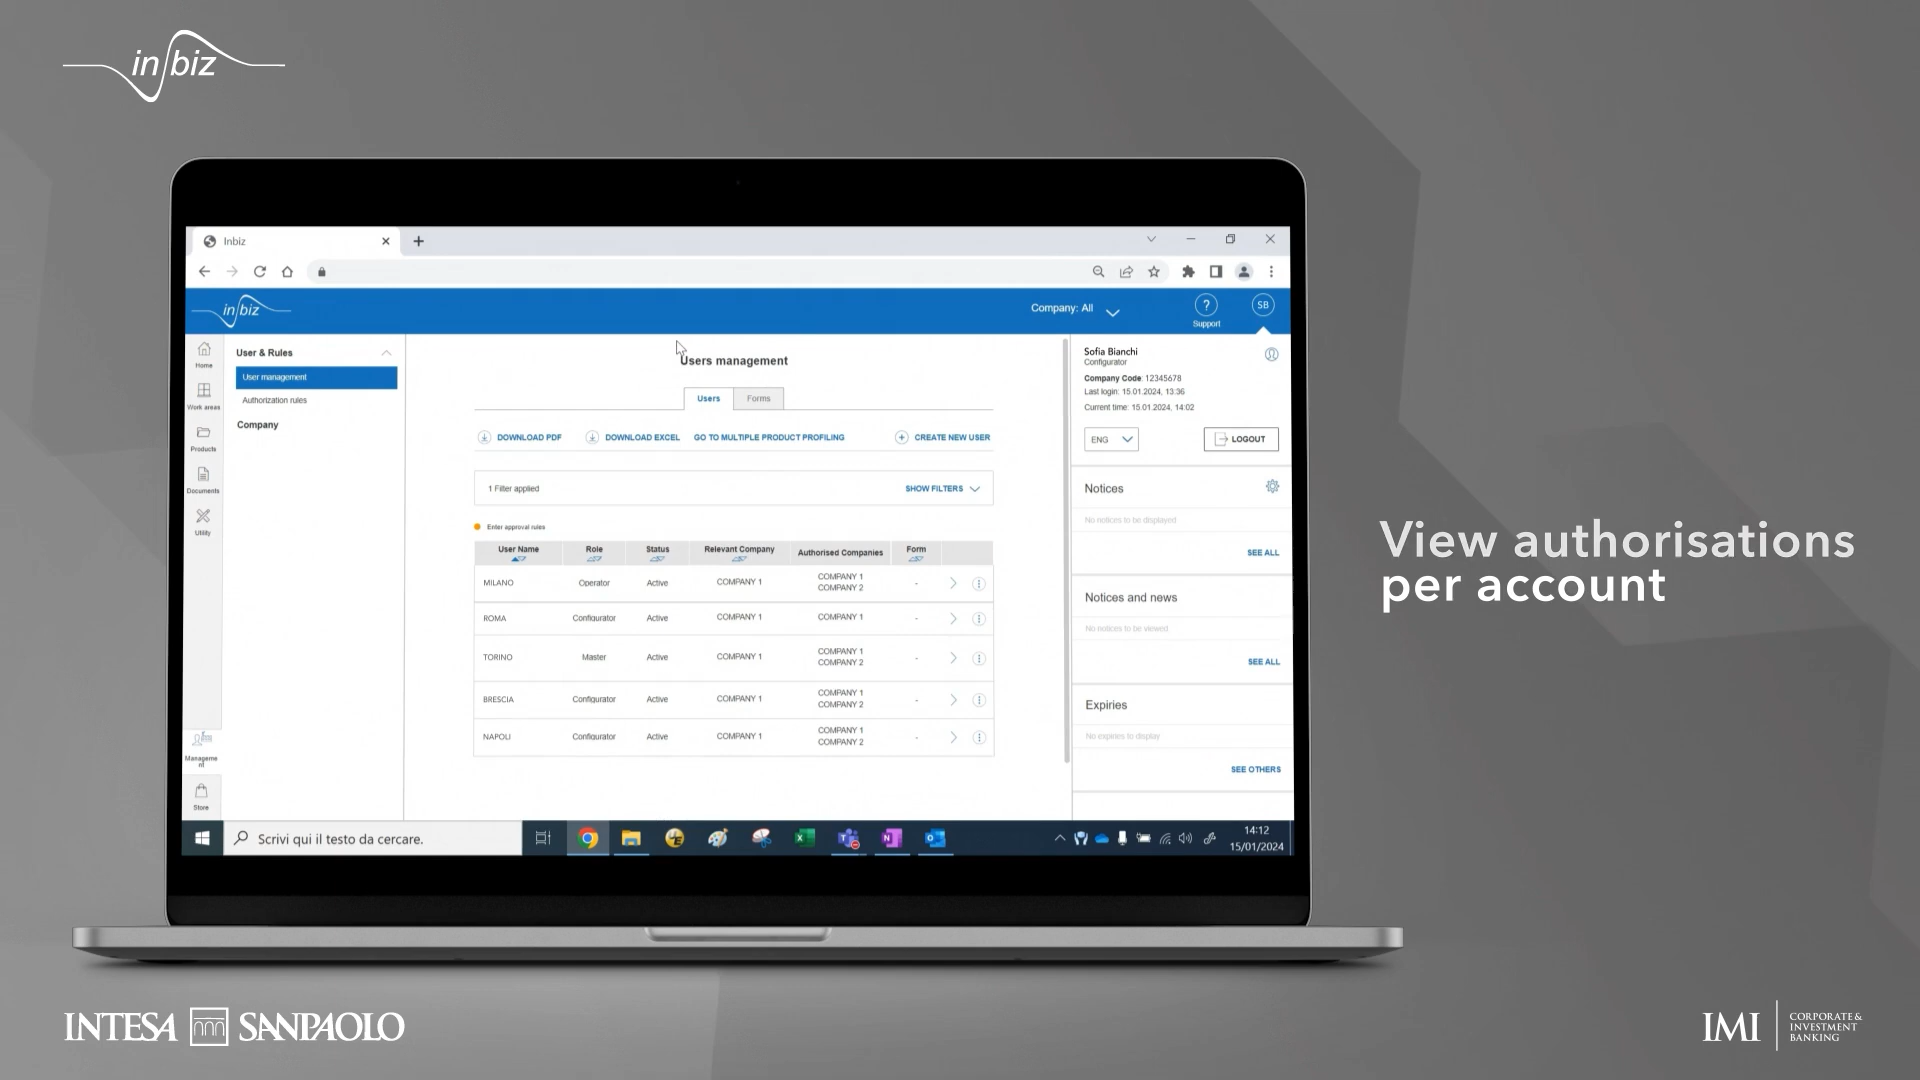 in biz
Inbiz
in biz
Company: All
?
Support
SB
Home
Work areas
Products
Documents
Utility
Manageme
nt
Store
User & Rules
User management
Authorization rules
Company
Users management
Users
Forms
DOWNLOAD PDF
DOWNLOAD EXCEL
GO TO MULTIPLE PRODUCT PROFILING
CREATE NEW USER
1 Filter applied
SHOW FILTERS
Enter approval rules
User Name Role Status Relevant Company Authorised Companies Form
MILANO Operator Active COMPANY 1 COMPANY 1 -
COMPANY 2
ROMA Configurator Active COMPANY 1 COMPANY 1 -
TORINO Master Active COMPANY 1 COMPANY 1 -
COMPANY 2
BRESCIA Configurator Active COMPANY 1 COMPANY 1 -
COMPANY 2
NAPOLI Configurator Active COMPANY 1 COMPANY 1 -
COMPANY 2
Sofia Bianchi
Configurator
Company Code: 12345678
Last login: 15.01.2024, 13:36
Current time: 15.01.2024, 14:02
ENG
LOGOUT
Notices
No notices to be displayed
SEE ALL
Notices and news
No notices to be viewed
SEE ALL
Expiries
No expiries to display
SEE OTHERS
Scrivi qui il testo da cercare.
14:12
15/01/2024
View authorisations
per account
INTESA SANPAOLO
IMI
CORPORATE &
INVESTMENT
BANKING